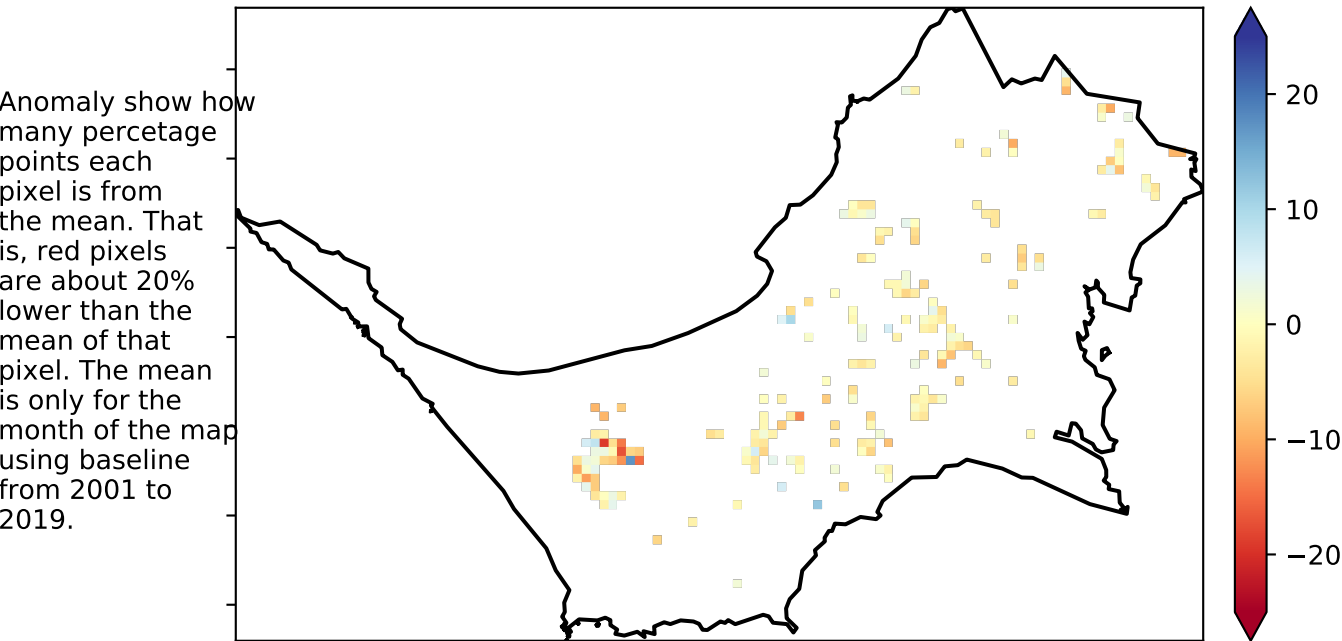 Anomaly show how
many percetage
points each
pixel is from
the mean. That
is, red pixels
are about 20%
lower than the
mean of that
pixel. The mean
is only for the
month of the map
using baseline
from 2001 to
2019.
20
10
0
−10
−20